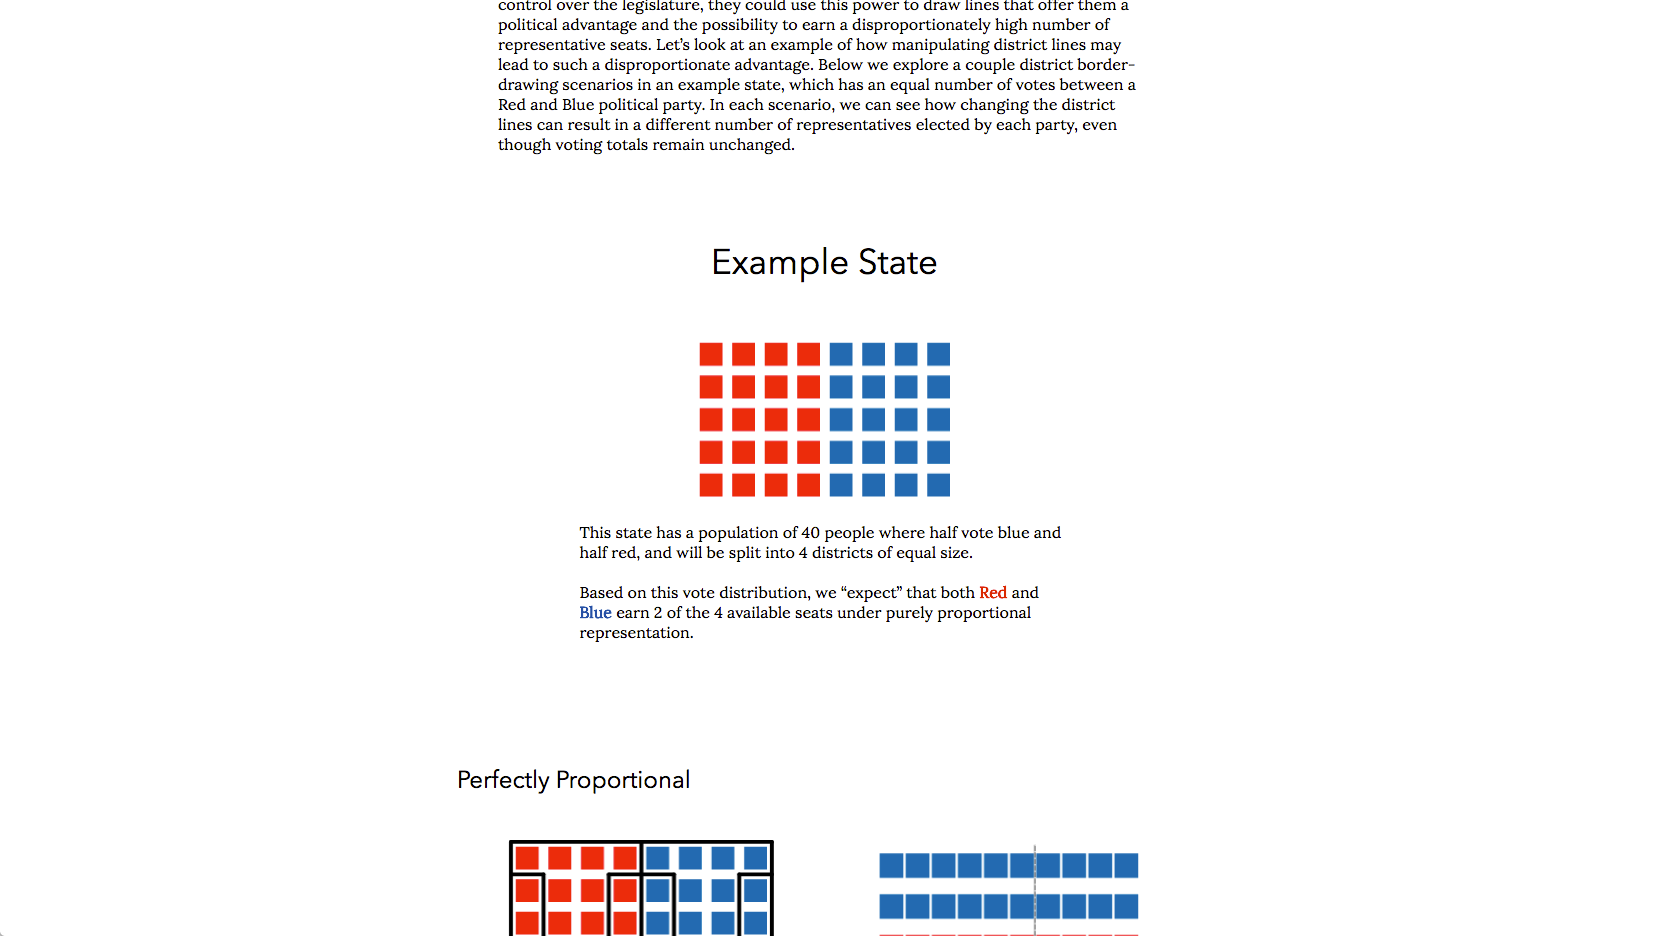 control over the legislature, they could use this power to draw lines that offer them a
political advantage and the possibility to earn a disproportionately high number of
representative seats. Let’s look at an example of how manipulating district lines may
lead to such a disproportionate advantage. Below we explore a couple district border-
drawing scenarios in an example state, which has an equal number of votes between a
Red and Blue political party. In each scenario, we can see how changing the district
lines can result in a different number of representatives elected by each party, even
though voting totals remain unchanged.
Example State
This state has a population of 40 people where half vote blue and
half red, and will be split into 4 districts of equal size.
Based on this vote distribution, we “expect” that both Red and
Blue earn 2 of the 4 available seats under purely proportional
representation.
Perfectly Proportional